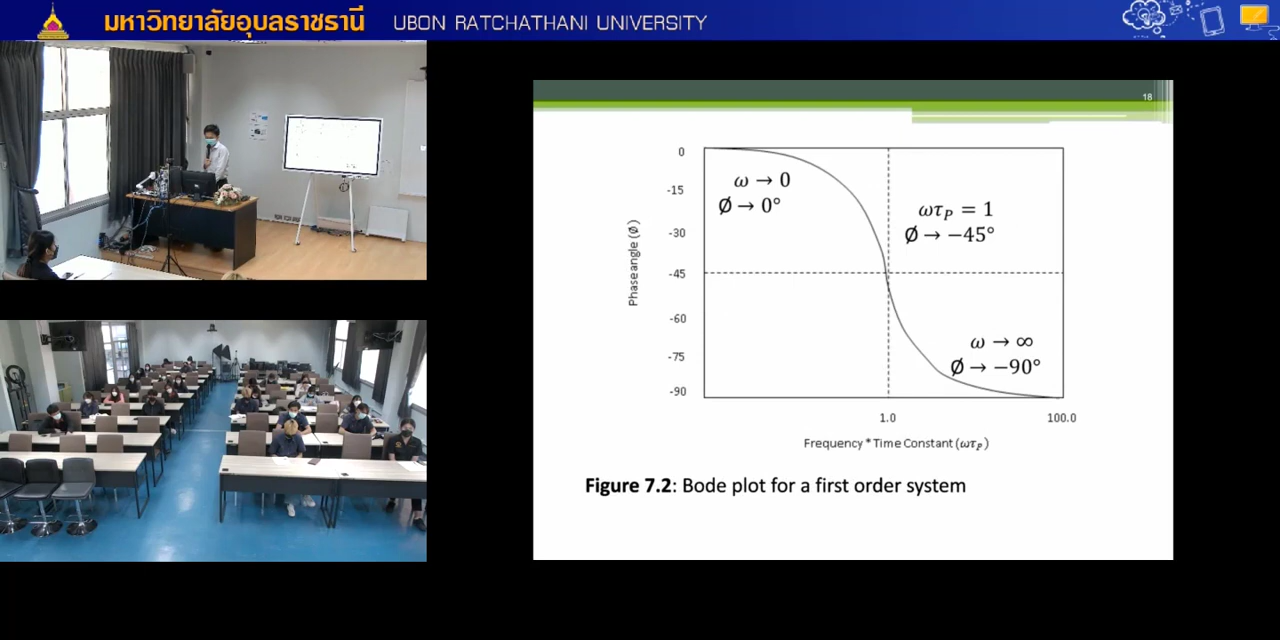 มหาวิทยาลัยอุบลราชธานี UBON RATCHATHANI UNIVERSITY
18
0
-15
-30
-45
-60
-75
-90
Phase angle (Ø)
ω → 0
Ø → 0°
ωτ_P = 1
Ø → −45°
ω → ∞
Ø → −90°
1.0
100.0
Frequency * Time Constant (ωτ_P)
Figure 7.2: Bode plot for a first order system